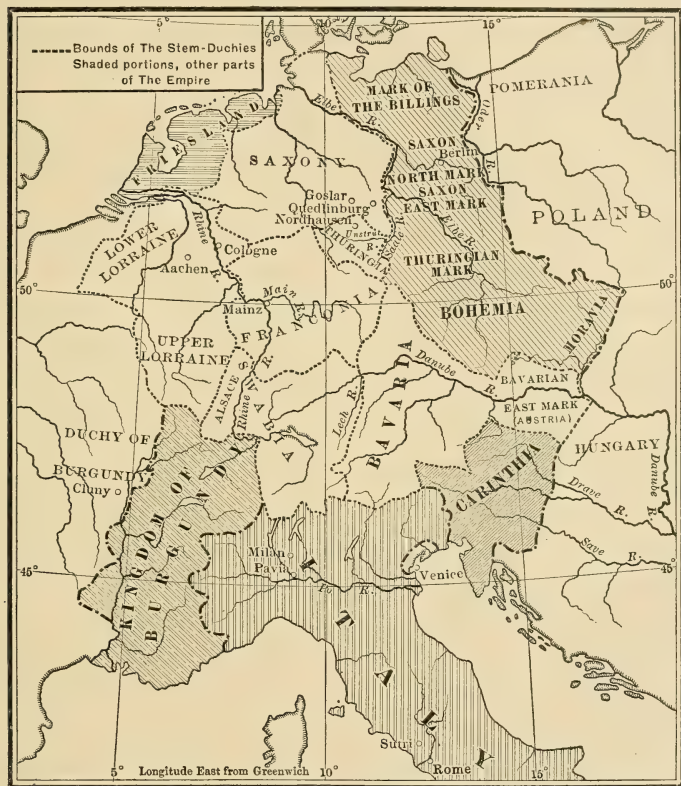 5° 10° 15°
Bounds of The Stem-Duchies
Shaded portions, other parts
of The Empire
MARK OF
THE BILLINGS
POMERANIA
Elbe
R.
Oder
R.
FRIESLAND
SAXONY
SAXON
Berlin
NORTH MARK
SAXON
EAST MARK
POLAND
Goslar
Quedlinburg
Nordhausen
Unstrut
R.
THURINGIA
Saale R.
Elbe R.
LOWER
LORRAINE
Rhine
R.
Cologne
Aachen
THURINGIAN
MARK
50° 50°
Mainz
Main R.
FRANCONIA
BOHEMIA
MORANIA
UPPER
LORRAINE
ALSACE
Rhine R.
SWABIA
Lech R.
BAVARDA
Danube
R.
BAVARIAN
EAST MARK
(AUSTRIA)
HUNGARY
Danube
R.
DUCHY OF
BURGUNDY
Cluny
KINGDOM OF
BURGUNDY
CARINTHIA
Drave
R.
Save
R.
45° 45°
Milan
Pavia
Po R.
Venice
ITALY
Sutri
Rome
5° Longitude East from Greenwich 10° 15°